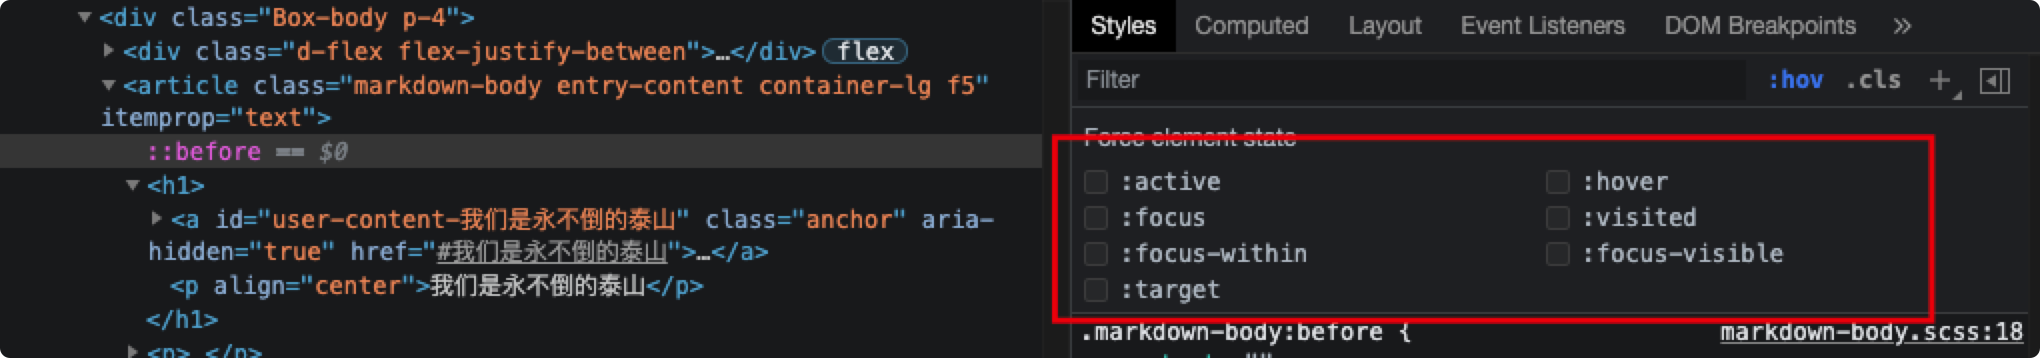 <div class="Box-body p-4">
<div class="d-flex flex-justify-between">…</div> flex
<article class="markdown-body entry-content container-lg f5"
itemprop="text">
::before == $0
<h1>
<a id="user-content-我们是永不倒的泰山" class="anchor" aria-
hidden="true" href="#我们是永不倒的泰山">…</a>
<p align="center">我们是永不倒的泰山</p>
</h1>
<p> </p>
Styles Computed Layout Event Listeners DOM Breakpoints »
Filter :hov .cls +
Force element state
:active :hover
:focus :visited
:focus-within :focus-visible
:target
.markdown-body:before { markdown-body.scss:18